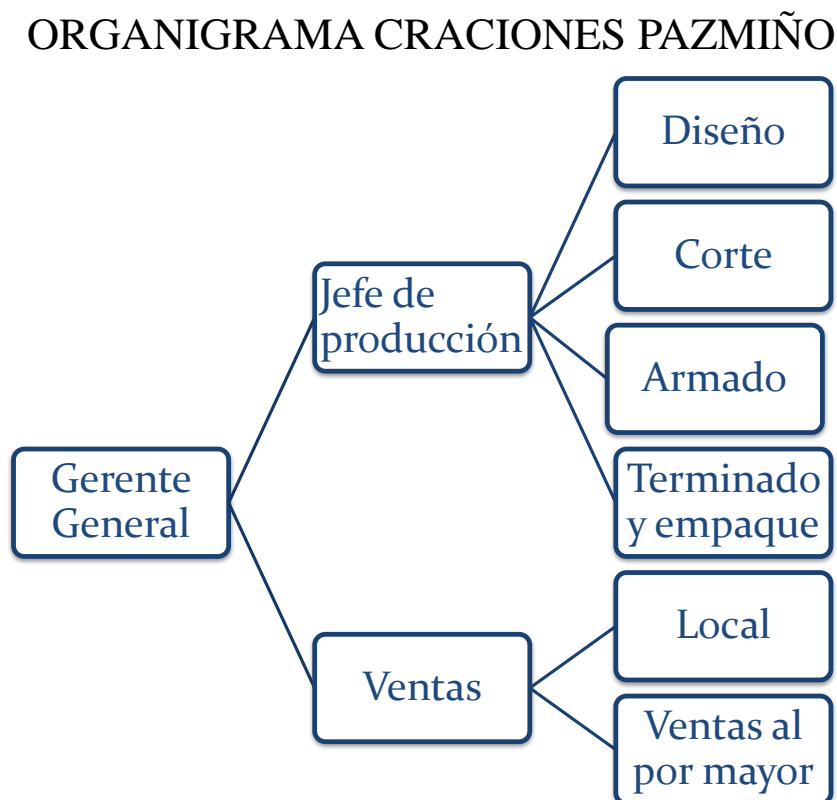 ORGANIGRAMA CRACIONES PAZMIÑO
Diseño
Corte
Jefe de
producción
Armado
Gerente
General
Terminado
y empaque
Local
Ventas
Ventas al
por mayor